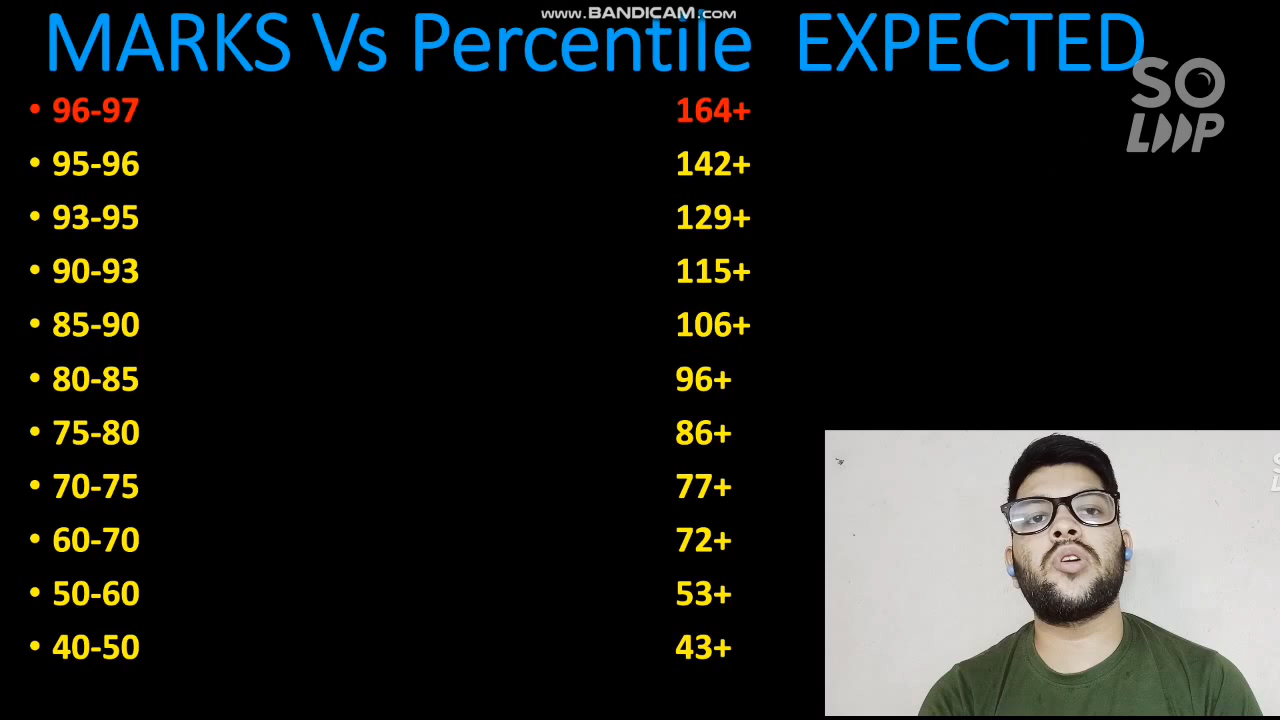 www.BANDICAM.com
MARKS Vs Percentile EXPECTED
SO
LOOP
• 96-97 164+
• 95-96 142+
• 93-95 129+
• 90-93 115+
• 85-90 106+
• 80-85 96+
• 75-80 86+
• 70-75 77+
• 60-70 72+
• 50-60 53+
• 40-50 43+